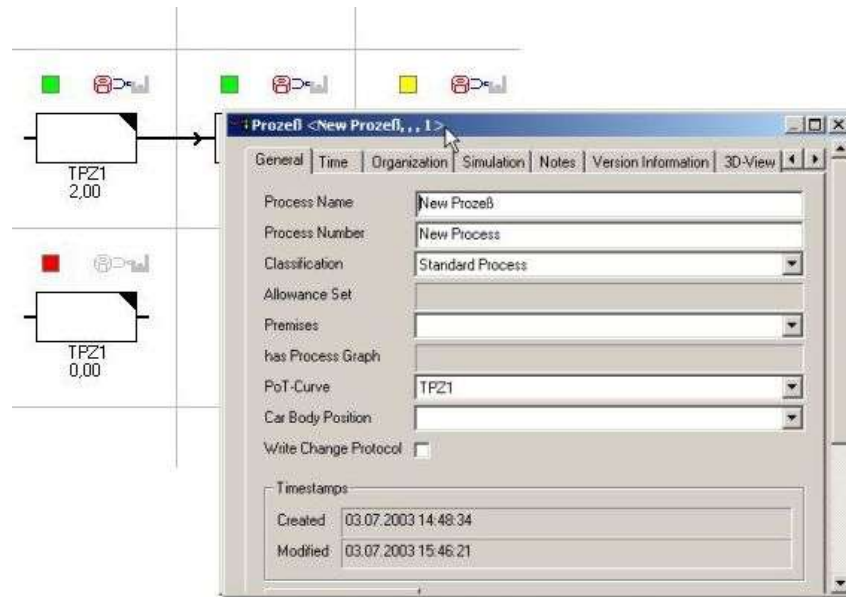 Prozeß <New Prozeß, , , 1>
General Time Organization Simulation Notes Version Information 3D-View
TPZ1
2,00
Process Name New Prozeß
Process Number New Process
Classification Standard Process
Allowance Set
Premises
has Process Graph
TPZ1
0,00
PoT-Curve TPZ1
Car Body Position
Write Change Protocol
Timestamps
Created 03.07.2003 14:48:34
Modified 03.07.2003 15:46:21